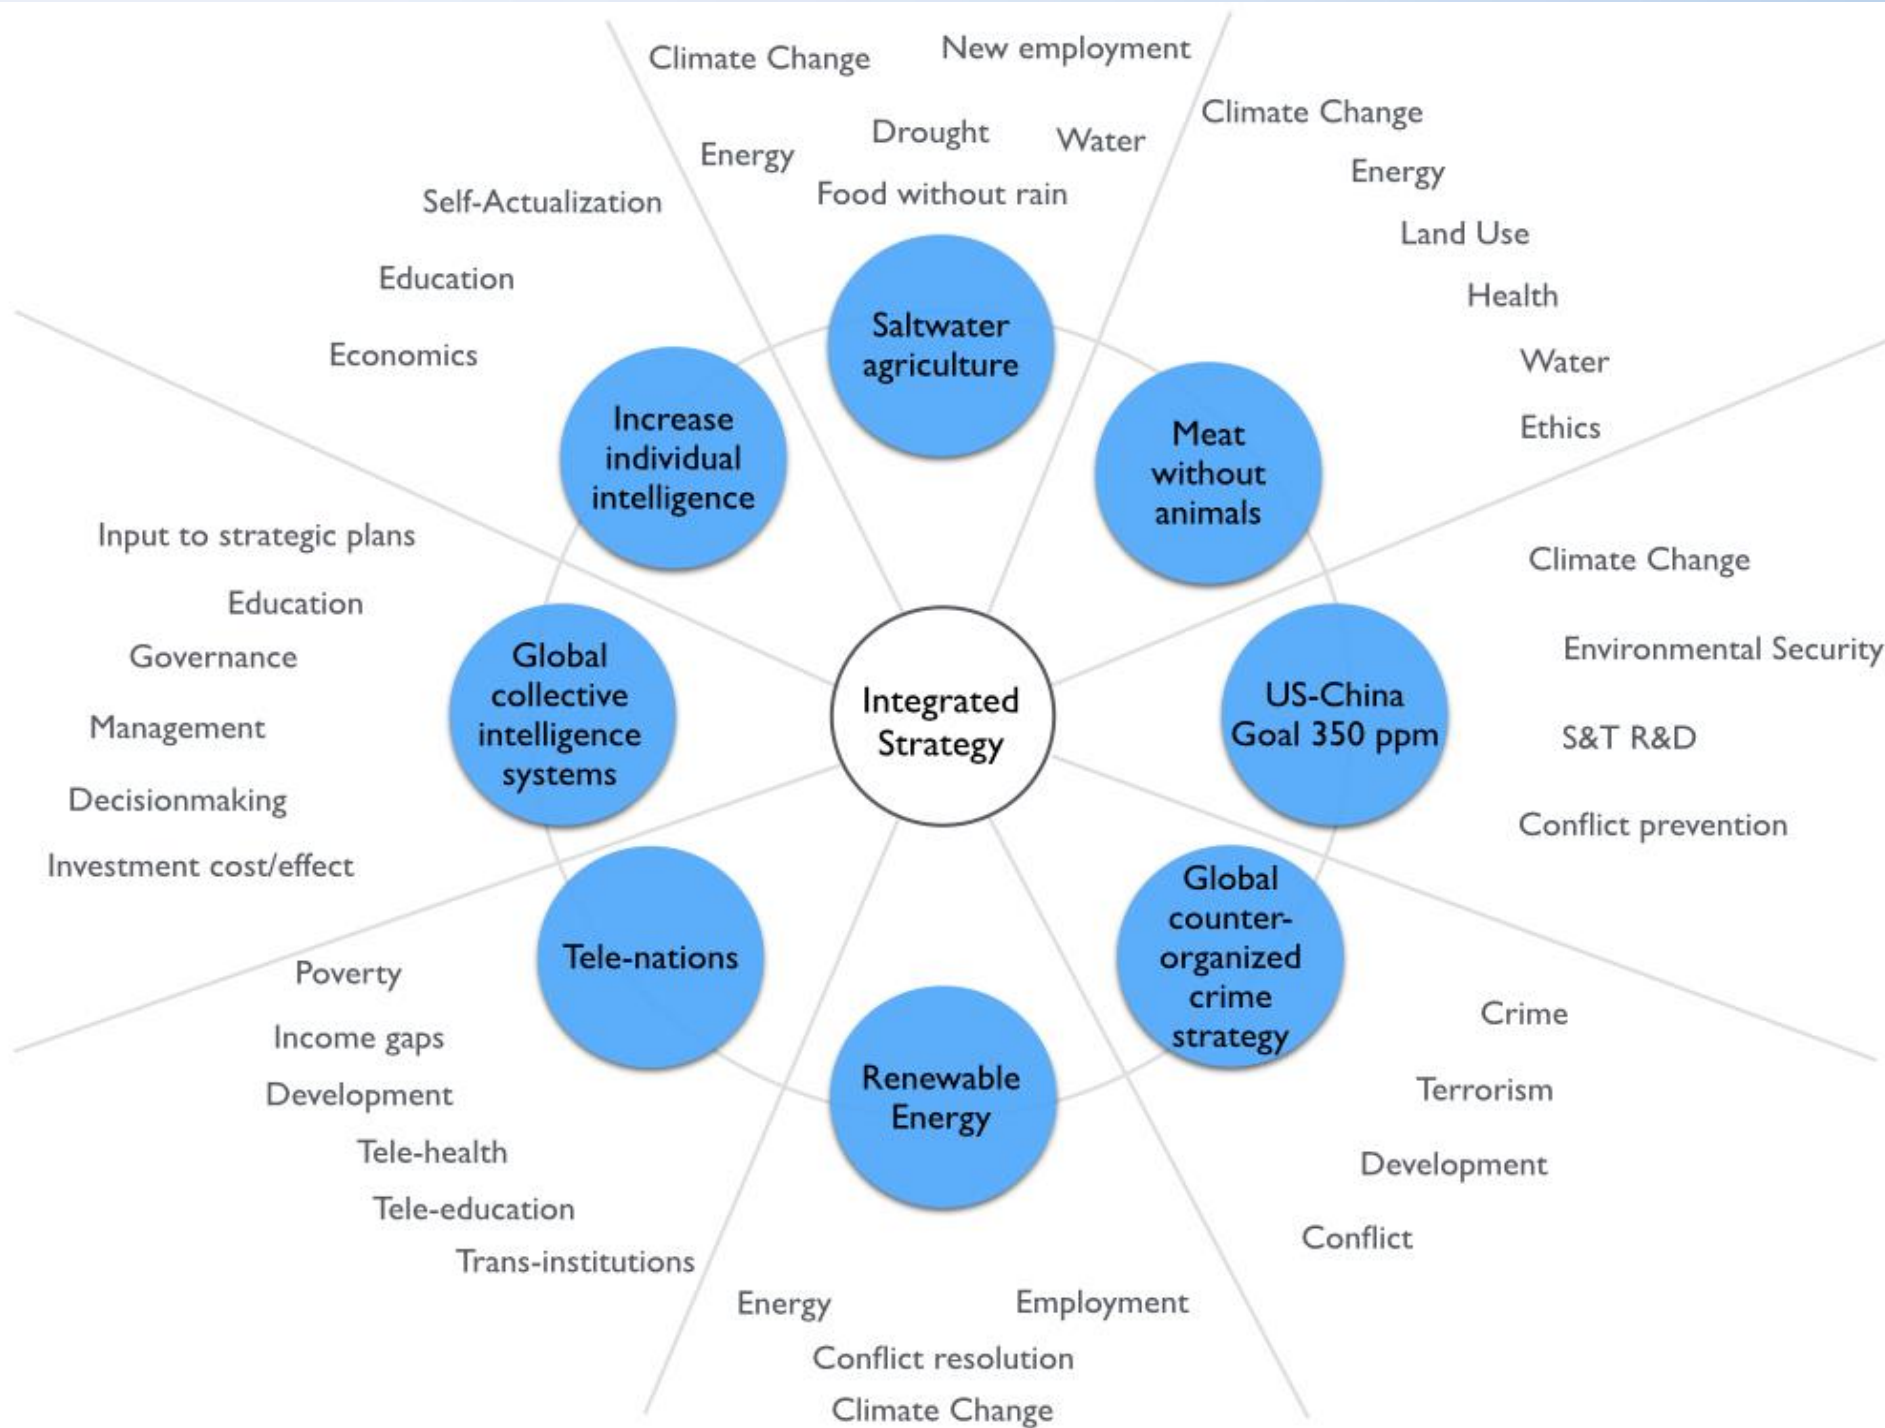 Climate Change
New employment
Energy
Drought
Water
Food without rain
Saltwater
agriculture
Climate Change
Energy
Land Use
Health
Water
Ethics
Meat
without
animals
Climate Change
Environmental Security
S&T R&D
Conflict prevention
US-China
Goal 350 ppm
Crime
Terrorism
Development
Conflict
Global
counter-
organized
crime
strategy
Renewable
Energy
Energy
Employment
Conflict resolution
Climate Change
Tele-nations
Poverty
Income gaps
Development
Tele-health
Tele-education
Trans-institutions
Global
collective
intelligence
systems
Input to strategic plans
Education
Governance
Management
Decisionmaking
Investment cost/effect
Increase
individual
intelligence
Self-Actualization
Education
Economics
Integrated
Strategy